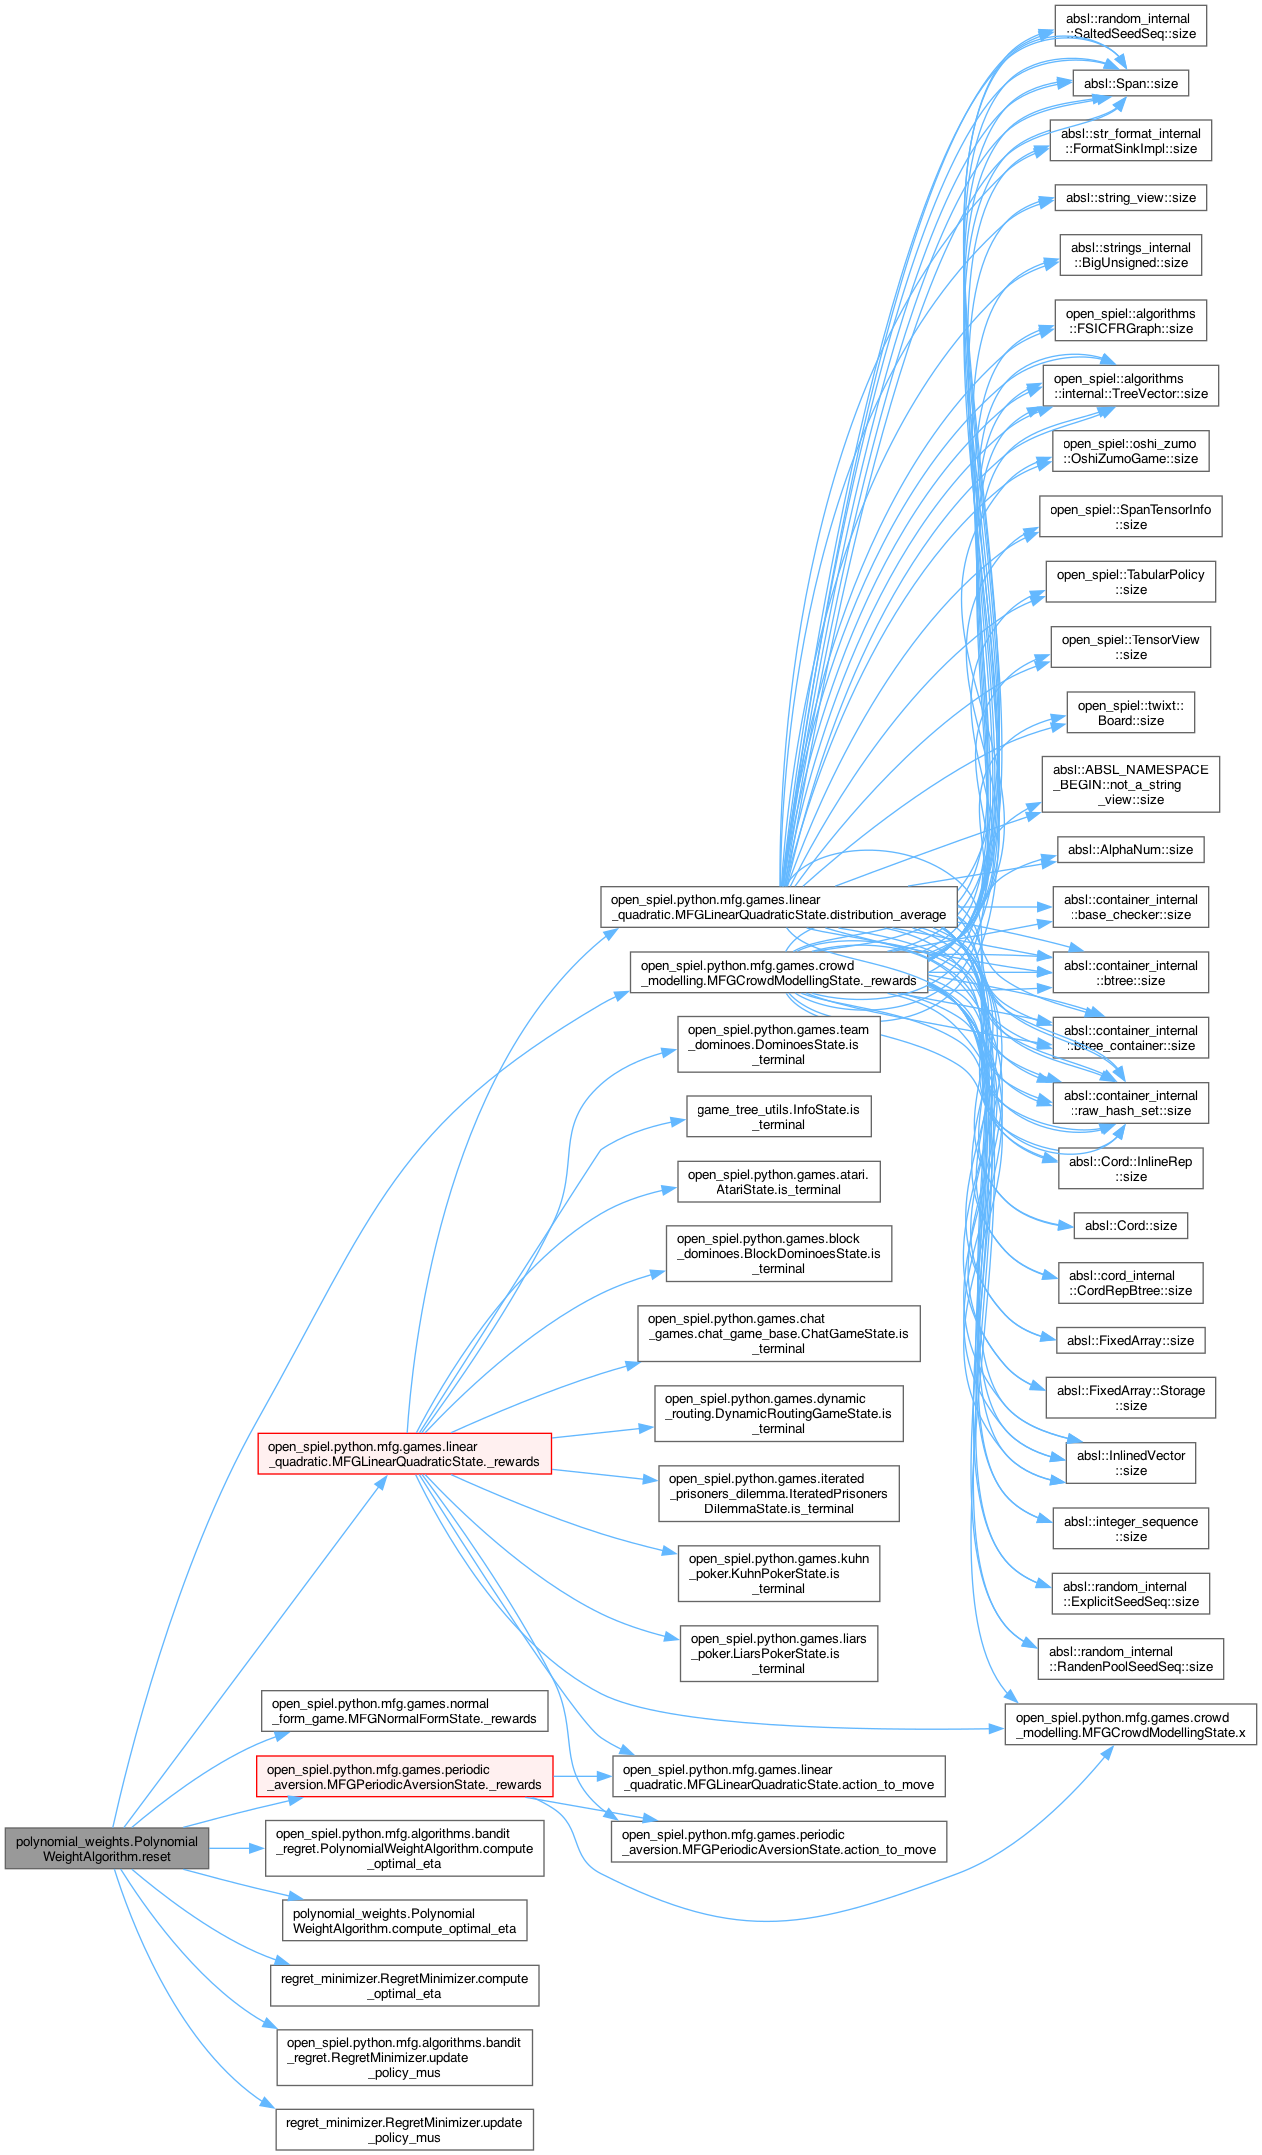 absl::random_internal
::SaltedSeedSeq::size
absl::Span::size
absl::str_format_internal
::FormatSinkImpl::size
absl::string_view::size
absl::strings_internal
::BigUnsigned::size
open_spiel::algorithms
::FSICFRGraph::size
open_spiel::algorithms
::internal::TreeVector::size
open_spiel::oshi_zumo
::OshiZumoGame::size
open_spiel::SpanTensorInfo
::size
open_spiel::TabularPolicy
::size
open_spiel::TensorView
::size
open_spiel::twixt::
Board::size
absl::ABSL_NAMESPACE
_BEGIN::not_a_string
_view::size
absl::AlphaNum::size
absl::container_internal
::base_checker::size
absl::container_internal
::btree::size
absl::container_internal
::btree_container::size
absl::container_internal
::raw_hash_set::size
absl::Cord::InlineRep
::size
absl::Cord::size
absl::cord_internal
::CordRepBtree::size
absl::FixedArray::size
absl::FixedArray::Storage
::size
absl::InlinedVector
::size
absl::integer_sequence
::size
absl::random_internal
::ExplicitSeedSeq::size
absl::random_internal
::RandenPoolSeedSeq::size
open_spiel.python.mfg.games.crowd
_modelling.MFGCrowdModellingState.x
open_spiel.python.mfg.games.linear
_quadratic.MFGLinearQuadraticState.distribution_average
open_spiel.python.mfg.games.crowd
_modelling.MFGCrowdModellingState._rewards
open_spiel.python.games.team
_dominoes.DominoesState.is
_terminal
game_tree_utils.InfoState.is
_terminal
open_spiel.python.games.atari.
AtariState.is_terminal
open_spiel.python.games.block
_dominoes.BlockDominoesState.is
_terminal
open_spiel.python.games.chat
_games.chat_game_base.ChatGameState.is
_terminal
open_spiel.python.games.dynamic
_routing.DynamicRoutingGameState.is
_terminal
open_spiel.python.games.iterated
_prisoners_dilemma.IteratedPrisoners
DilemmaState.is_terminal
open_spiel.python.games.kuhn
_poker.KuhnPokerState.is
_terminal
open_spiel.python.games.liars
_poker.LiarsPokerState.is
_terminal
open_spiel.python.mfg.games.linear
_quadratic.MFGLinearQuadraticState.action_to_move
open_spiel.python.mfg.games.periodic
_aversion.MFGPeriodicAversionState.action_to_move
open_spiel.python.mfg.games.linear
_quadratic.MFGLinearQuadraticState._rewards
open_spiel.python.mfg.games.normal
_form_game.MFGNormalFormState._rewards
open_spiel.python.mfg.games.periodic
_aversion.MFGPeriodicAversionState._rewards
open_spiel.python.mfg.algorithms.bandit
_regret.PolynomialWeightAlgorithm.compute
_optimal_eta
polynomial_weights.Polynomial
WeightAlgorithm.compute_optimal_eta
regret_minimizer.RegretMinimizer.compute
_optimal_eta
open_spiel.python.mfg.algorithms.bandit
_regret.RegretMinimizer.update
_policy_mus
regret_minimizer.RegretMinimizer.update
_policy_mus
polynomial_weights.Polynomial
WeightAlgorithm.reset